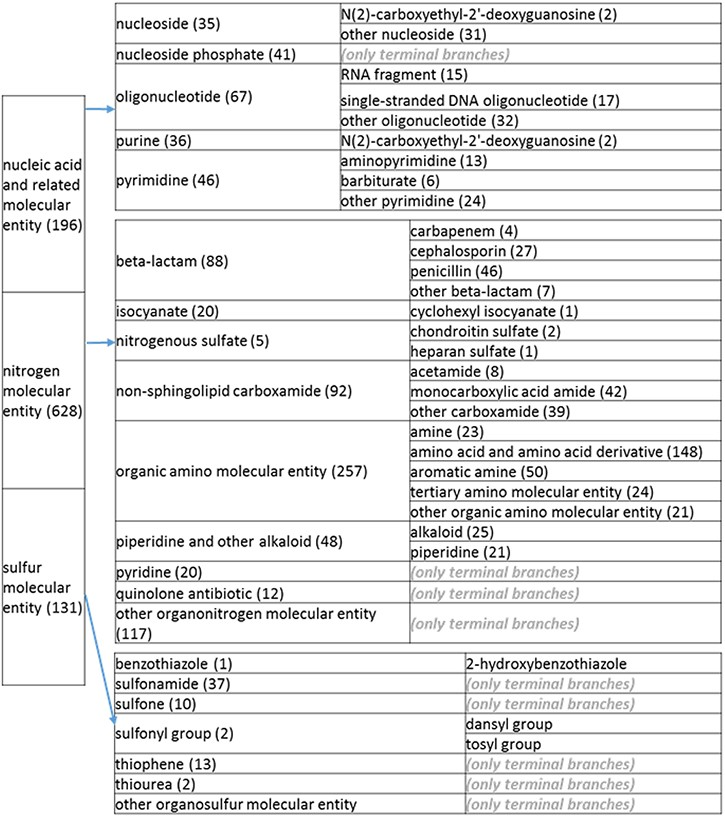 nucleic acid
and related
molecular
entity (196)
nitrogen
molecular
entity (628)
sulfur
molecular
entity (131)
nucleoside (35)
N(2)-carboxyethyl-2'-deoxyguanosine (2)
other nucleoside (31)
nucleoside phosphate (41)
(only terminal branches)
oligonucleotide (67)
RNA fragment (15)
single-stranded DNA oligonucleotide (17)
other oligonucleotide (32)
purine (36)
N(2)-carboxyethyl-2'-deoxyguanosine (2)
pyrimidine (46)
aminopyrimidine (13)
barbiturate (6)
other pyrimidine (24)
beta-lactam (88)
carbapenem (4)
cephalosporin (27)
penicillin (46)
other beta-lactam (7)
isocyanate (20)
cyclohexyl isocyanate (1)
nitrogenous sulfate (5)
chondroitin sulfate (2)
heparan sulfate (1)
non-sphingolipid carboxamide (92)
acetamide (8)
monocarboxylic acid amide (42)
other carboxamide (39)
organic amino molecular entity (257)
amine (23)
amino acid and amino acid derivative (148)
aromatic amine (50)
tertiary amino molecular entity (24)
other organic amino molecular entity (21)
piperidine and other alkaloid (48)
alkaloid (25)
piperidine (21)
pyridine (20)
(only terminal branches)
quinolone antibiotic (12)
(only terminal branches)
other organonitrogen molecular entity
(117)
(only terminal branches)
benzothiazole (1)
2-hydroxybenzothiazole
sulfonamide (37)
(only terminal branches)
sulfone (10)
(only terminal branches)
sulfonyl group (2)
dansyl group
tosyl group
thiophene (13)
(only terminal branches)
thiourea (2)
(only terminal branches)
other organosulfur molecular entity
(only terminal branches)